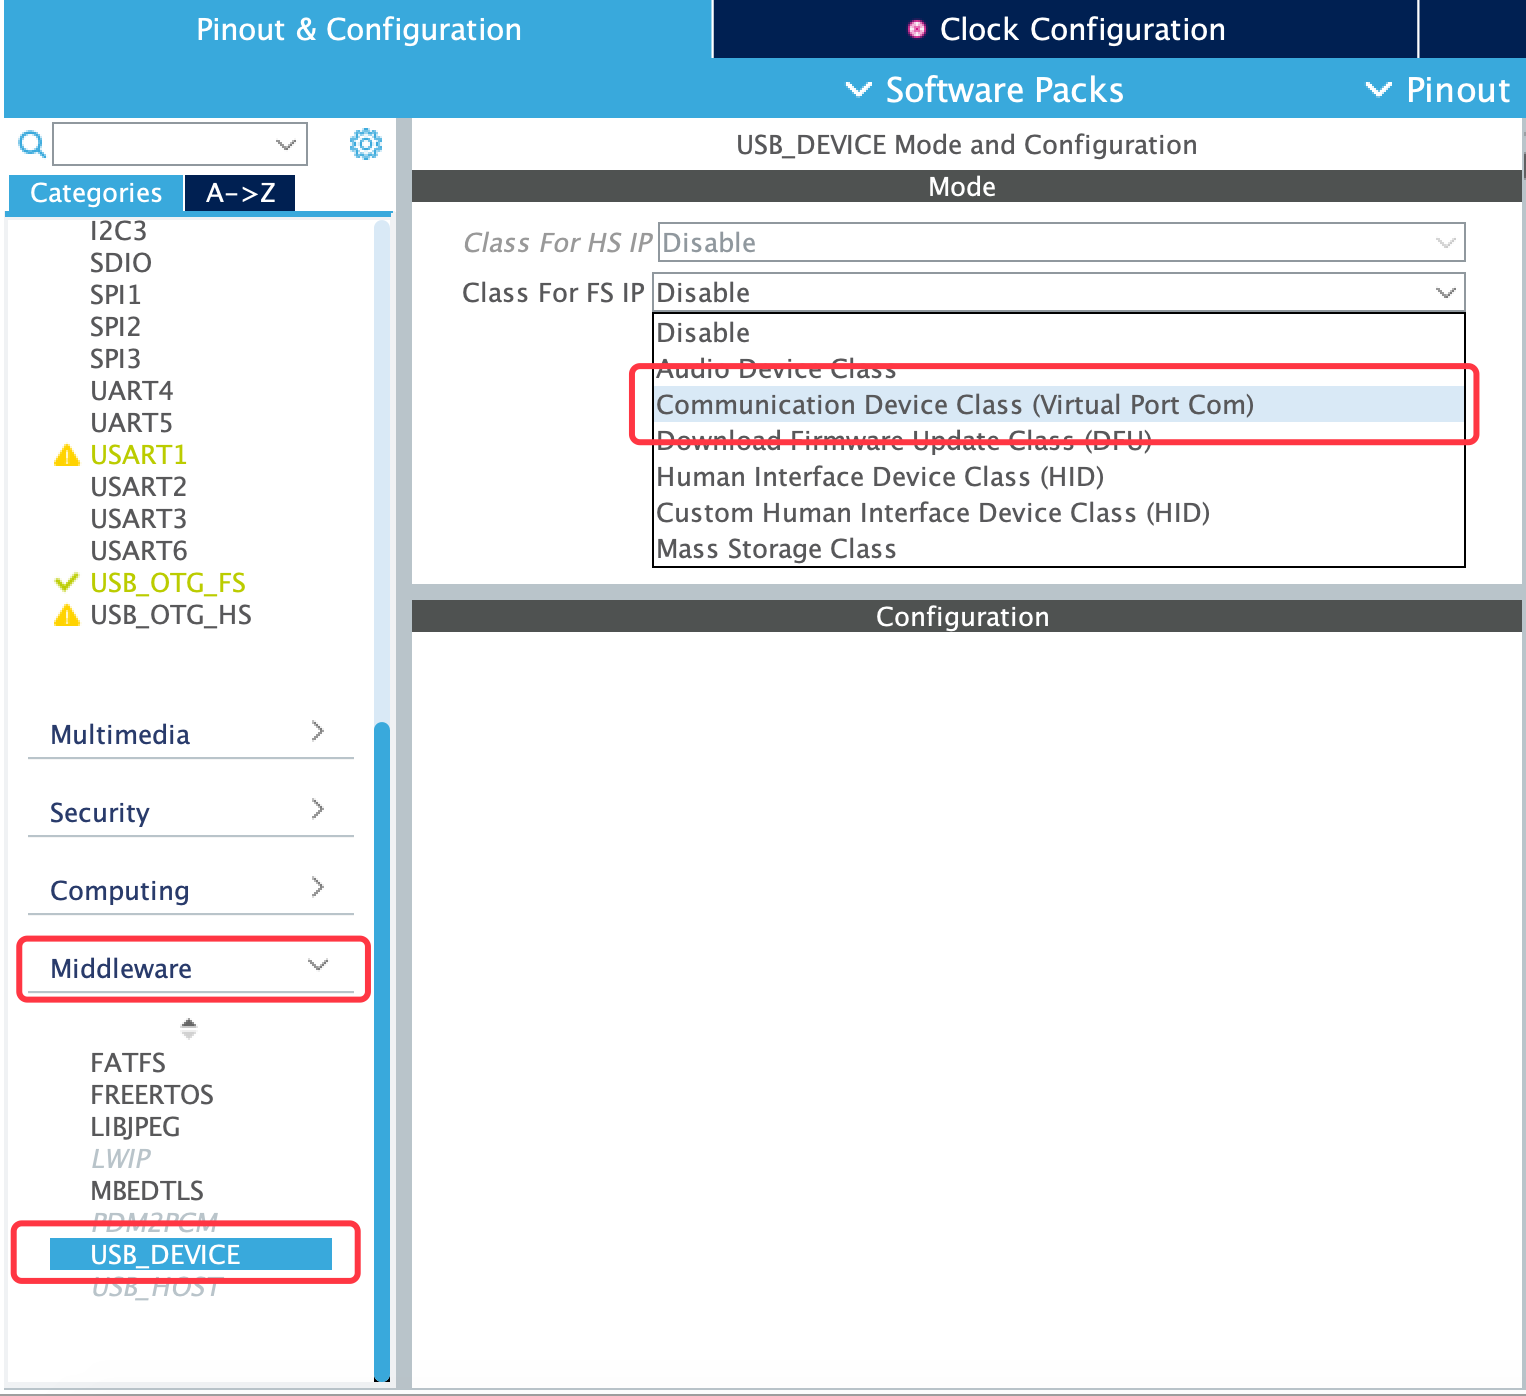 Pinout & Configuration
Clock Configuration
Software Packs
Pinout
USB_DEVICE Mode and Configuration
Categories
A->Z
Mode
I2C3
SDIO
SPI1
SPI2
SPI3
UART4
UART5
USART1
USART2
USART3
USART6
USB_OTG_FS
USB_OTG_HS
Class For HS IP Disable
Class For FS IP Disable
Disable
Audio Device Class
Communication Device Class (Virtual Port Com)
Download Firmware Update Class (DFU)
Human Interface Device Class (HID)
Custom Human Interface Device Class (HID)
Mass Storage Class
Configuration
Multimedia
Security
Computing
Middleware
FATFS
FREERTOS
LIBJPEG
LWIP
MBEDTLS
PDM2PCM
USB_DEVICE
USB_HOST